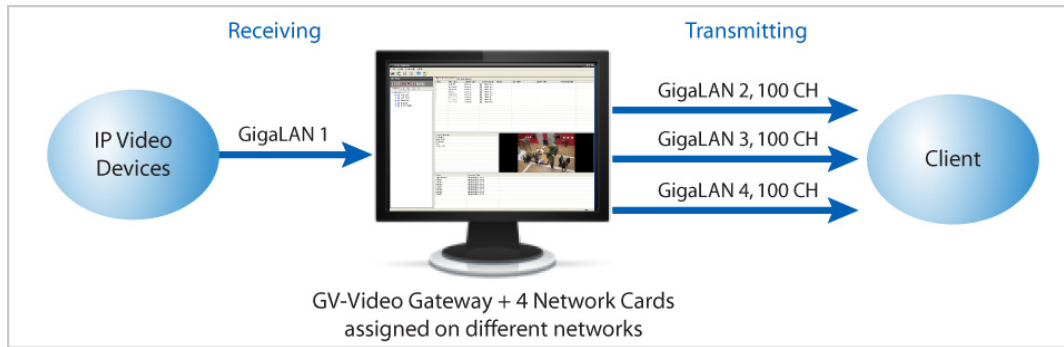 Receiving
Transmitting
IP Video
Devices
GigaLAN 1
GigaLAN 2, 100 CH
GigaLAN 3, 100 CH
GigaLAN 4, 100 CH
Client
GV-Video Gateway + 4 Network Cards
assigned on different networks